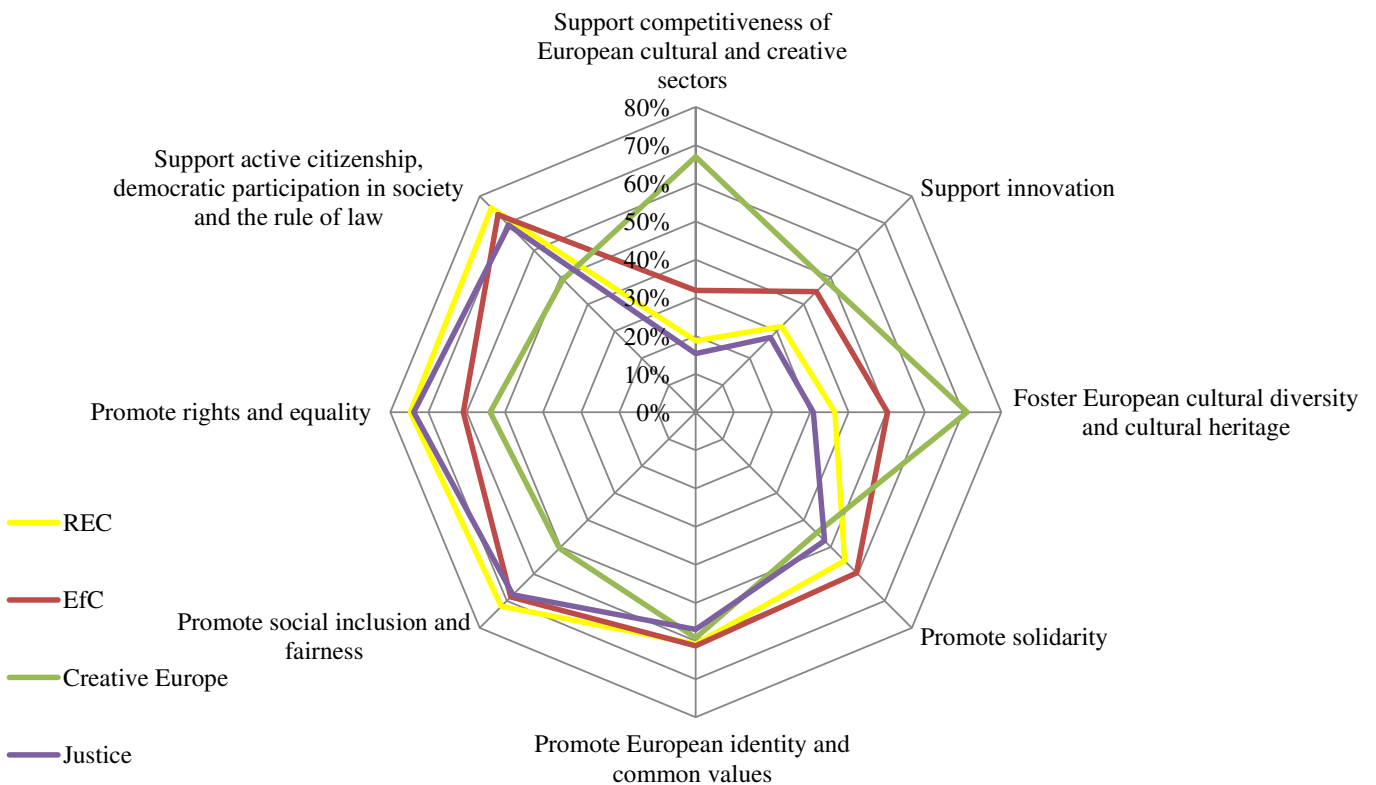 Support competitiveness of
European cultural and creative
sectors
80%
70%
60%
50%
40%
30%
20%
10%
0%
Support innovation
Foster European cultural diversity
and cultural heritage
Promote solidarity
Promote European identity and
common values
Promote social inclusion and
fairness
Promote rights and equality
Support active citizenship,
democratic participation in society
and the rule of law
REC
EfC
Creative Europe
Justice